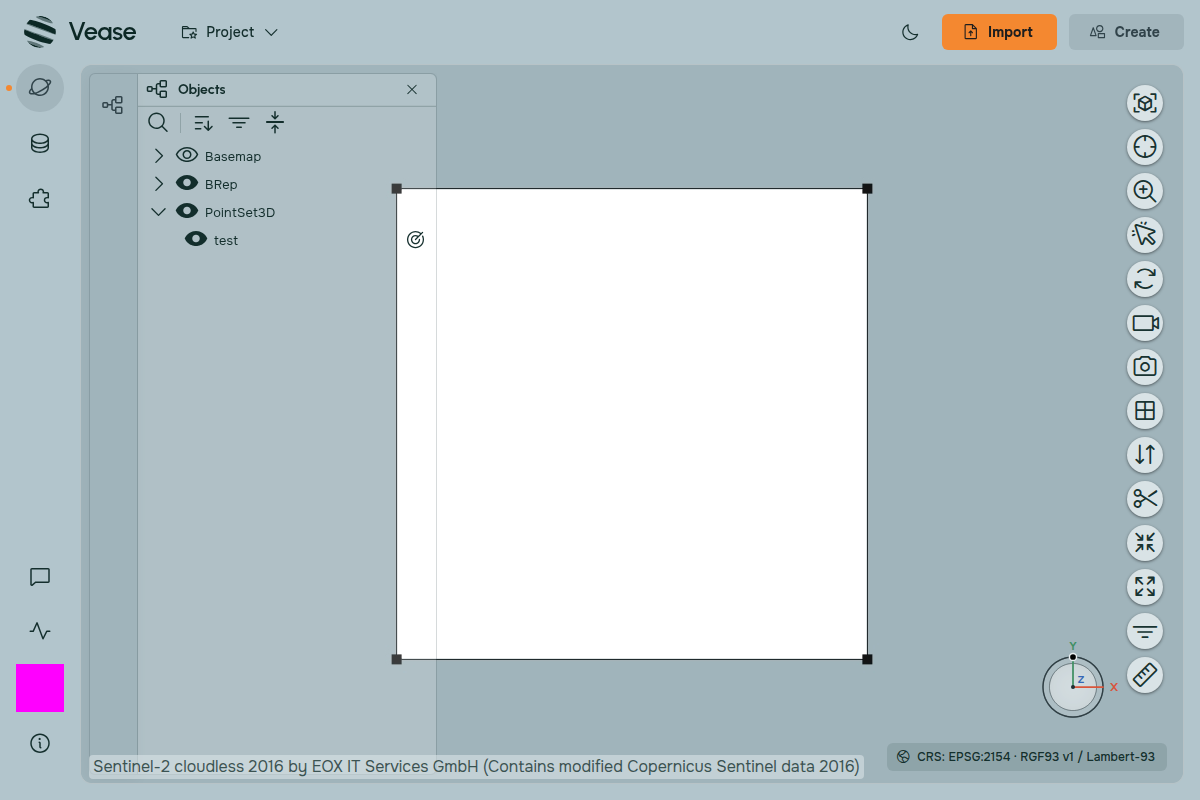 Vease
Project
Import
Create
Objects
Basemap
BRep
PointSet3D
test
Y
Z
X
CRS: EPSG:2154 · RGF93 v1 / Lambert-93
Sentinel-2 cloudless 2016 by EOX IT Services GmbH (Contains modified Copernicus Sentinel data 2016)